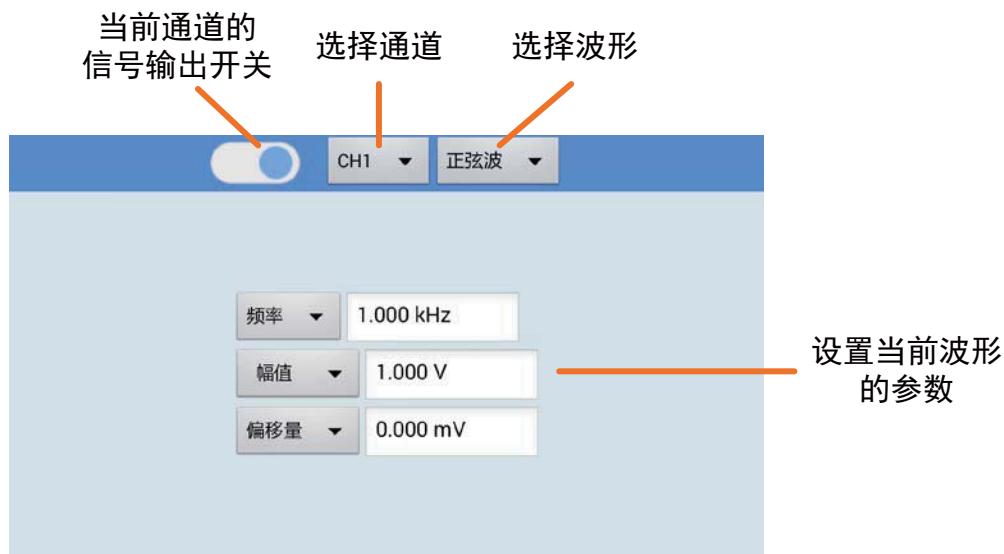 当前通道的
信号输出开关
选择通道
选择波形
CH1
正弦波
频率
1.000 kHz
幅值
1.000 V
偏移量
0.000 mV
设置当前波形
的参数